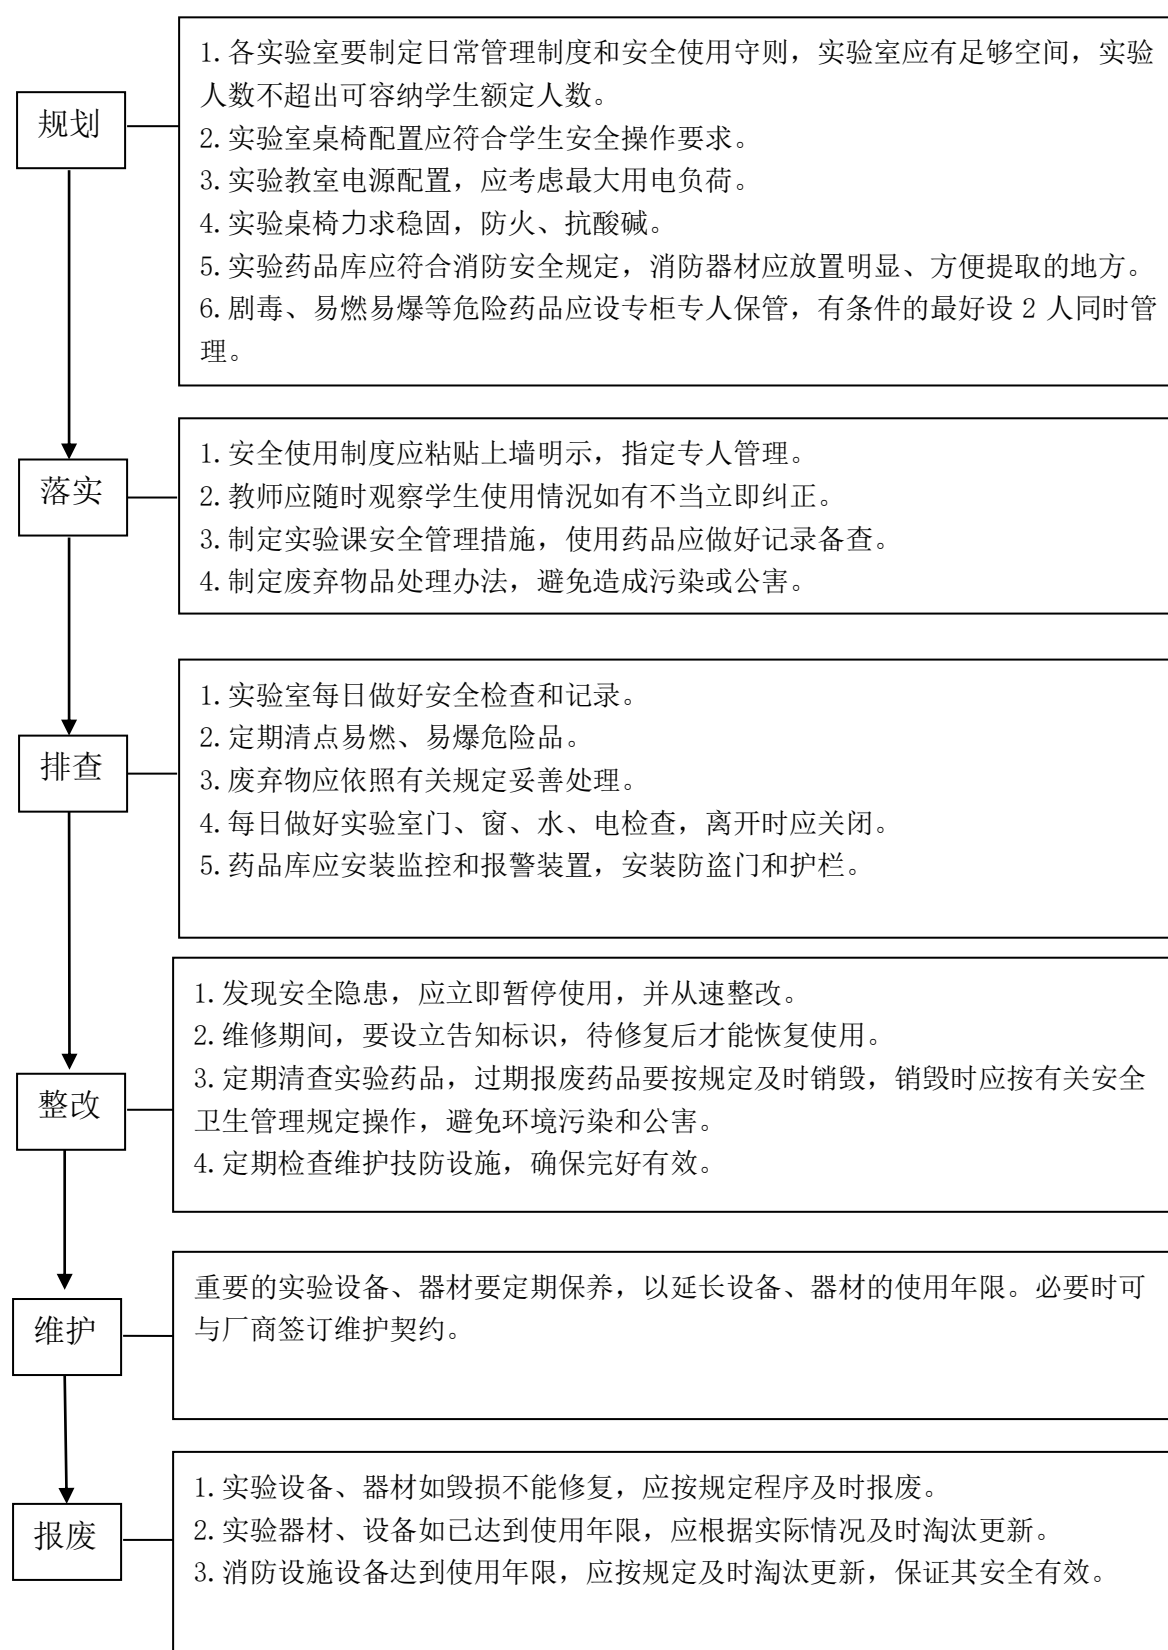 规划
1.各实验室要制定日常管理制度和安全使用守则，实验室应有足够空间，实验
人数不超出可容纳学生额定人数。
2.实验室桌椅配置应符合学生安全操作要求。
3.实验教室电源配置，应考虑最大用电负荷。
4.实验桌椅力求稳固，防火、抗酸碱。
5.实验药品库应符合消防安全规定，消防器材应放置明显、方便提取的地方。
6.剧毒、易燃易爆等危险药品应设专柜专人保管，有条件的最好设 2 人同时管
理。
落实
1.安全使用制度应粘贴上墙明示，指定专人管理。
2.教师应随时观察学生使用情况如有不当立即纠正。
3.制定实验课安全管理措施，使用药品应做好记录备查。
4.制定废弃物品处理办法，避免造成污染或公害。
排查
1.实验室每日做好安全检查和记录。
2.定期清点易燃、易爆危险品。
3.废弃物应依照有关规定妥善处理。
4.每日做好实验室门、窗、水、电检查，离开时应关闭。
5.药品库应安装监控和报警装置，安装防盗门和护栏。
整改
1.发现安全隐患，应立即暂停使用，并从速整改。
2.维修期间，要设立告知标识，待修复后才能恢复使用。
3.定期清查实验药品，过期报废药品要按规定及时销毁，销毁时应按有关安全
卫生管理规定操作，避免环境污染和公害。
4.定期检查维护技防设施，确保完好有效。
维护
重要的实验设备、器材要定期保养，以延长设备、器材的使用年限。必要时可
与厂商签订维护契约。
报废
1.实验设备、器材如毁损不能修复，应按规定程序及时报废。
2.实验器材、设备如已达到使用年限，应根据实际情况及时淘汰更新。
3.消防设施设备达到使用年限，应按规定及时淘汰更新，保证其安全有效。